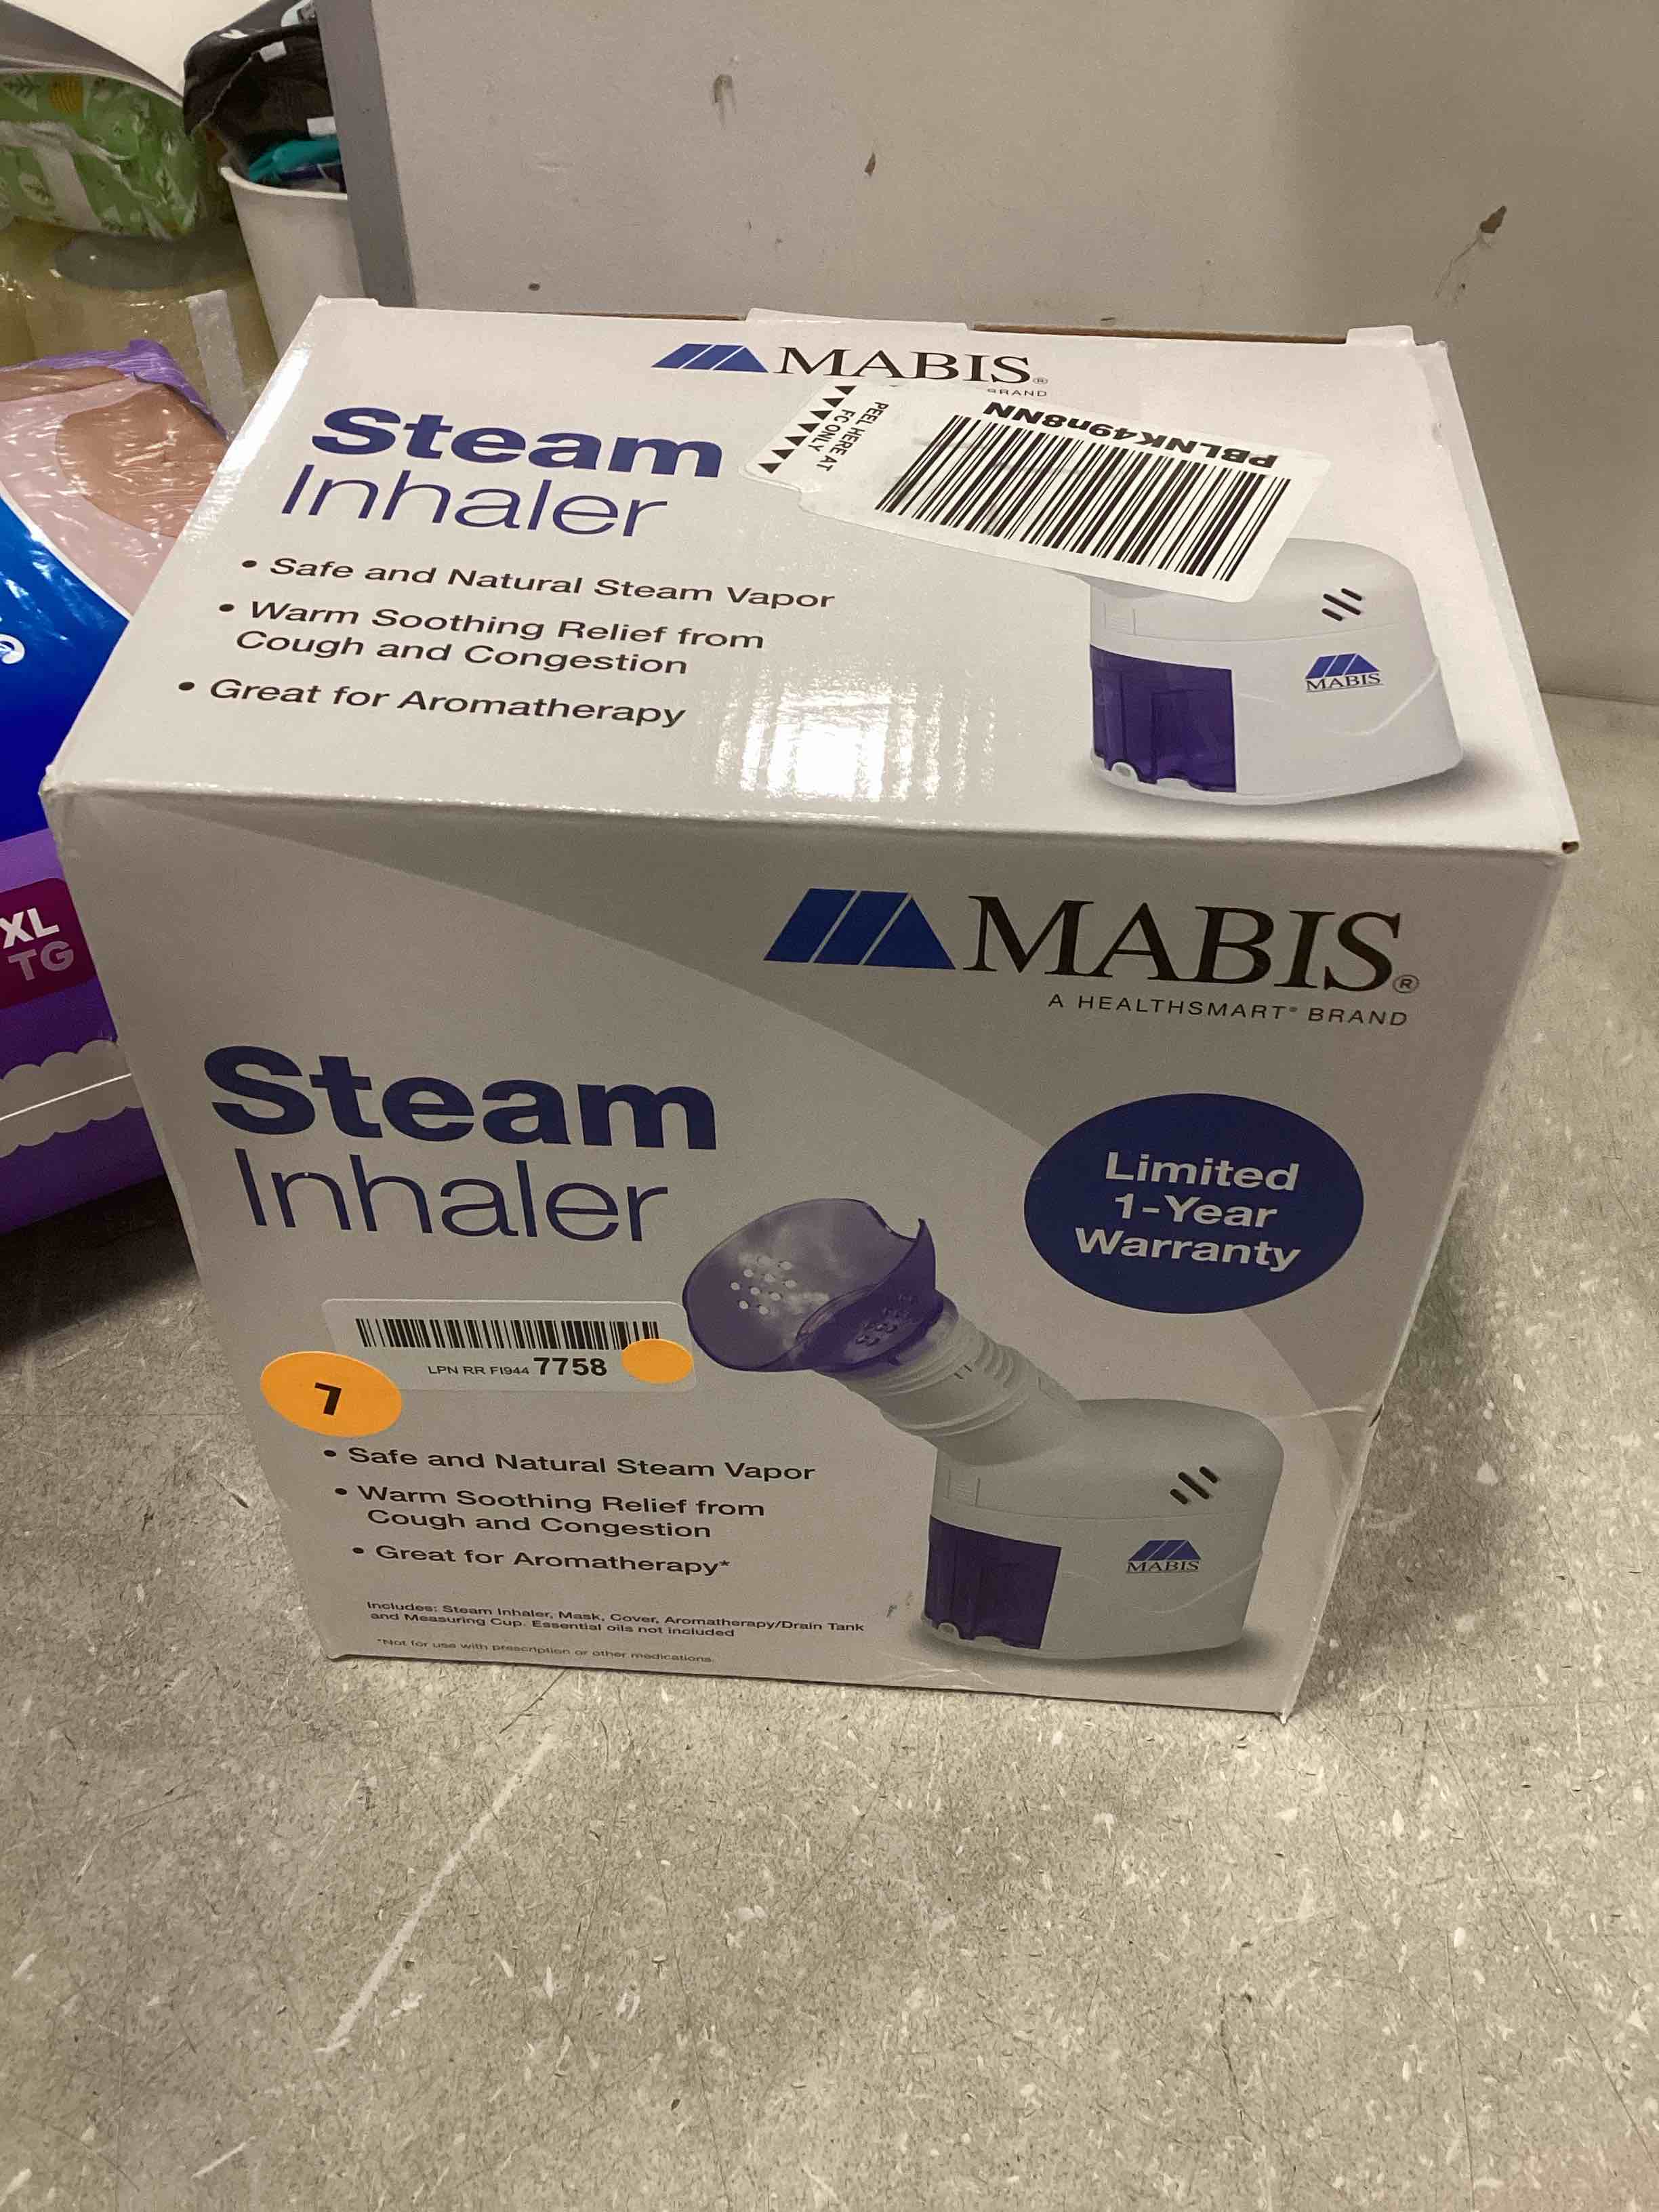 MABIS®
BRAND
Steam
Inhaler
PEEL HERE AT
FC ONLY
PBLNK49n8NN
• Safe and Natural Steam Vapor
• Warm Soothing Relief from
Cough and Congestion
• Great for Aromatherapy
MABIS
MABIS®
A HEALTHSMART® BRAND
Steam
Inhaler
Limited
1-Year
Warranty
LPN RR FI944 7758
7
• Safe and Natural Steam Vapor
• Warm Soothing Relief from
Cough and Congestion
• Great for Aromatherapy*
MABIS
Includes: Steam Inhaler, Mask, Cover, Aromatherapy/Drain Tank
and Measuring Cup. Essential oils not included
*Not for use with prescription or other medications.
XL
TG